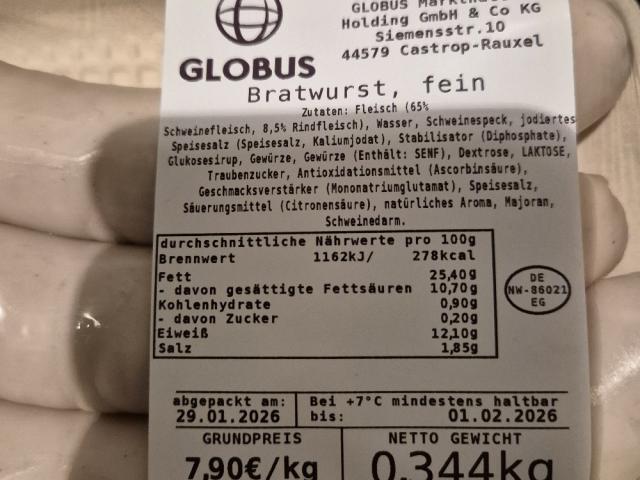 GLOBUS
GLOBUS
Holding GmbH & Co KG
Siemensstr.10
44579 Castrop-Rauxel
Bratwurst, fein
Zutaten: Fleisch (65%
Schweinefleisch, 8,5% Rindfleisch), Wasser, Schweinespeck, jodiertes
Speisesalz (Speisesalz, Kaliumjodat), Stabilisator (Diphosphate),
Glukosesirup, Gewürze, Gewürze (Enthält: SENF), Dextrose, LAKTOSE,
Traubenzucker, Antioxidationsmittel (Ascorbinsäure),
Geschmacksverstärker (Mononatriumglutamat), Speisesalz,
Säuerungsmittel (Citronensäure), natürliches Aroma, Majoran,
Schweinedarm.
durchschnittliche Nährwerte pro 100g
Brennwert 1162kJ/ 278kcal
Fett 25,40g
- davon gesättigte Fettsäuren 10,70g
Kohlenhydrate 0,90g
- davon Zucker 0,20g
Eiweiß 12,10g
Salz 1,85g
DE
NW-86021
EG
abgepackt am: Bei +7°C mindestens haltbar
29.01.2026 bis: 01.02.2026
GRUNDPREIS NETTO GEWICHT
7,90€/kg 0,344kg